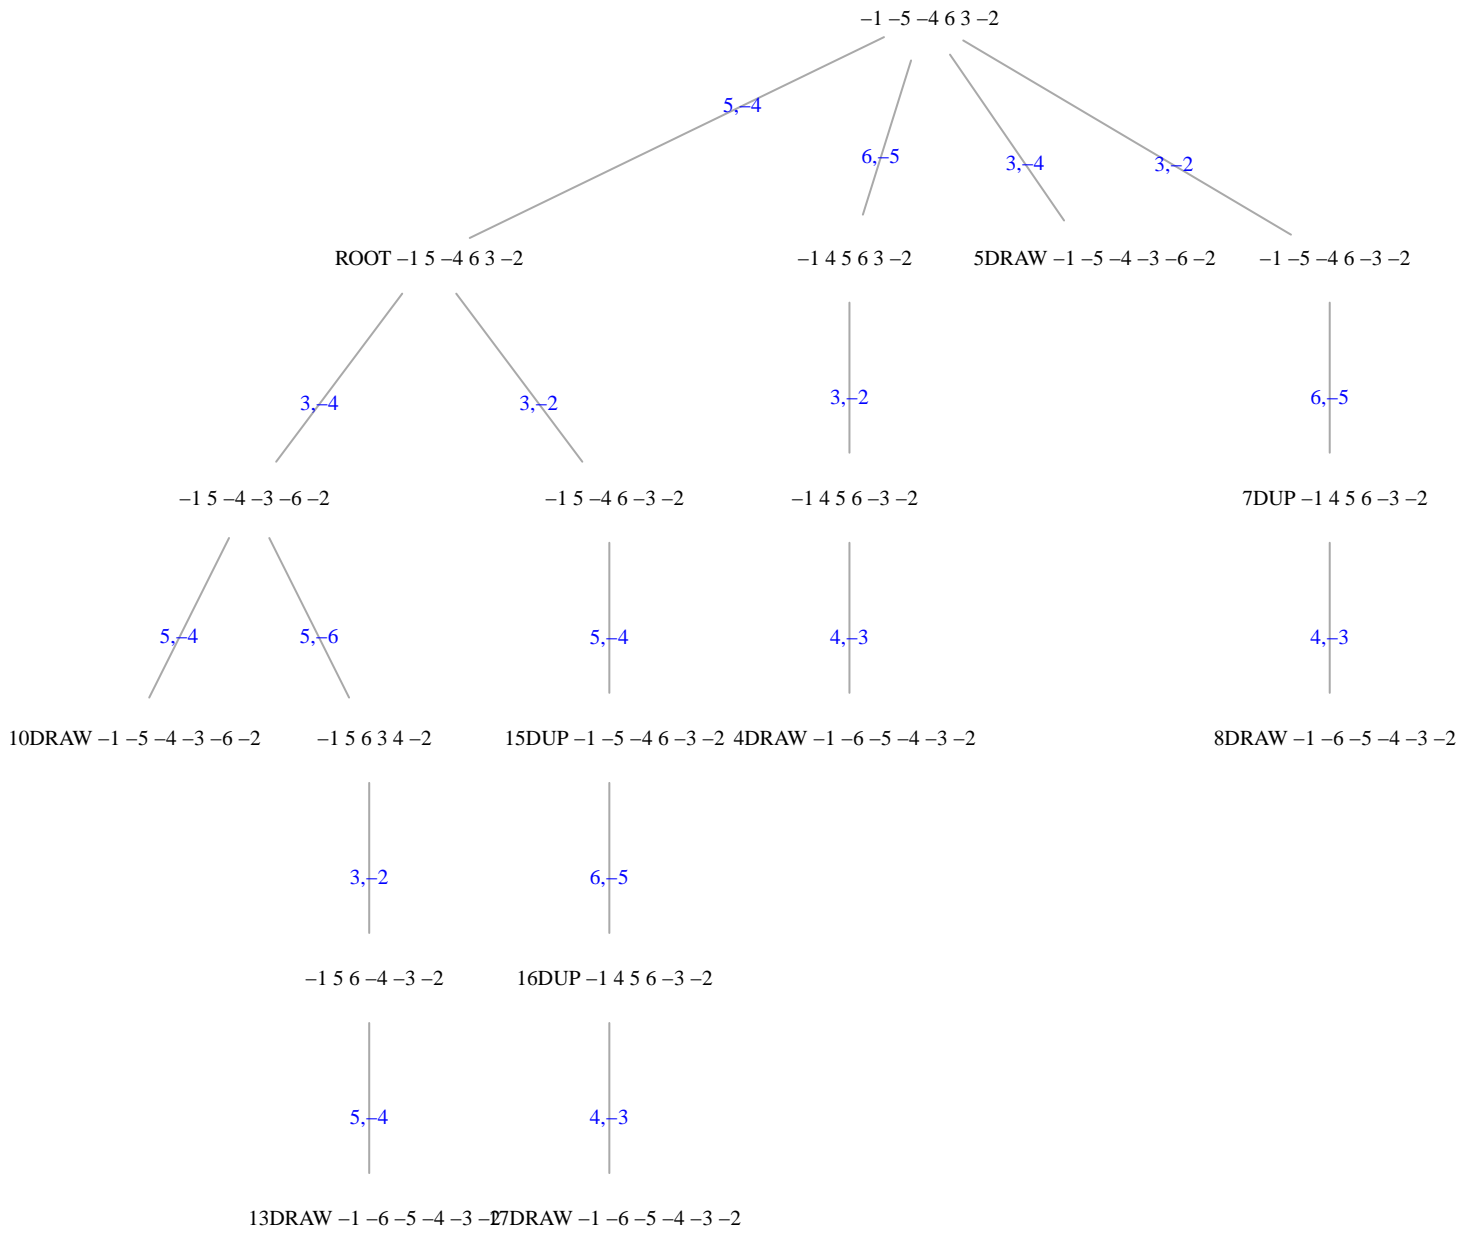 –1 –5 –4 6 3 –2
5,–4
6,–5
3,–4
3,–2
ROOT –1 5 –4 6 3 –2
–1 4 5 6 3 –2
5DRAW –1 –5 –4 –3 –6 –2
–1 –5 –4 6 –3 –2
3,–4
3,–2
3,–2
6,–5
–1 5 –4 –3 –6 –2
–1 5 –4 6 –3 –2
–1 4 5 6 –3 –2
7DUP –1 4 5 6 –3 –2
5,–4
5,–6
5,–4
4,–3
4,–3
10DRAW –1 –5 –4 –3 –6 –2
–1 5 6 3 4 –2
15DUP –1 –5 –4 6 –3 –2
4DRAW –1 –6 –5 –4 –3 –2
8DRAW –1 –6 –5 –4 –3 –2
3,–2
6,–5
–1 5 6 –4 –3 –2
16DUP –1 4 5 6 –3 –2
5,–4
4,–3
13DRAW –1 –6 –5 –4 –3 –2
17DRAW –1 –6 –5 –4 –3 –2